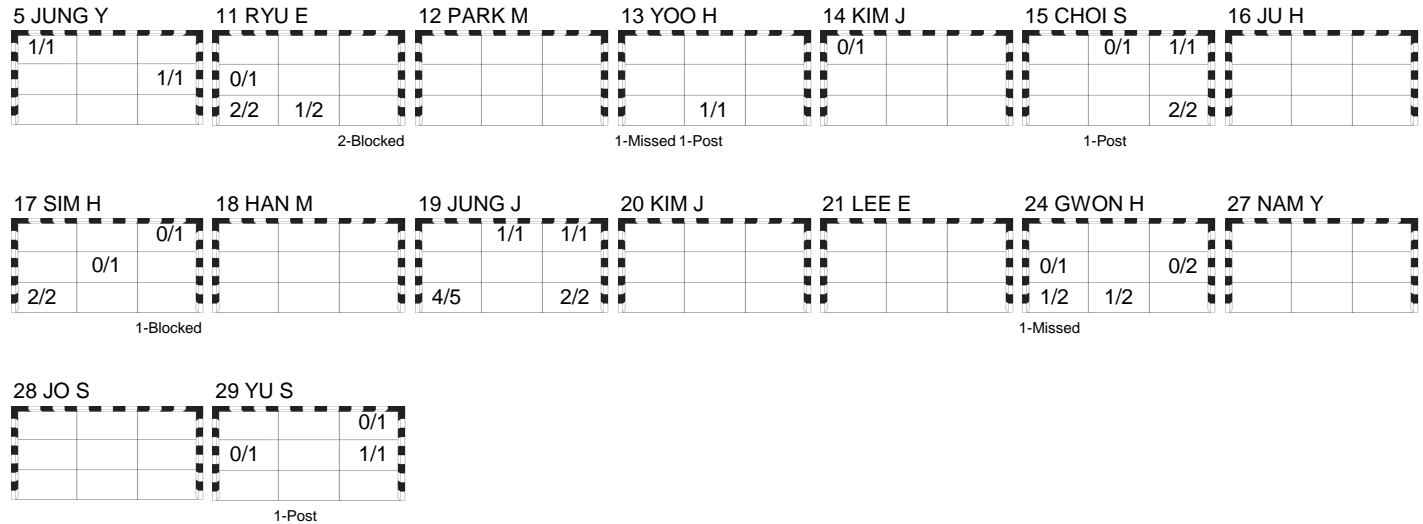 5 JUNG Y 11 RYU E 12 PARK M 13 YOO H 14 KIM J 15 CHOI S 16 JU H
1/1 0/1 0/1 1/1
1/1 0/1
2/2 1/2 1/1 2/2
2-Blocked 1-Missed 1-Post 1-Post
17 SIM H 18 HAN M 19 JUNG J 20 KIM J 21 LEE E 24 GWON H 27 NAM Y
0/1 1/1 1/1
0/1 0/1 0/2
2/2 4/5 2/2 1/2 1/2
1-Blocked 1-Missed
28 JO S 29 YU S
0/1
0/1 1/1
1-Post